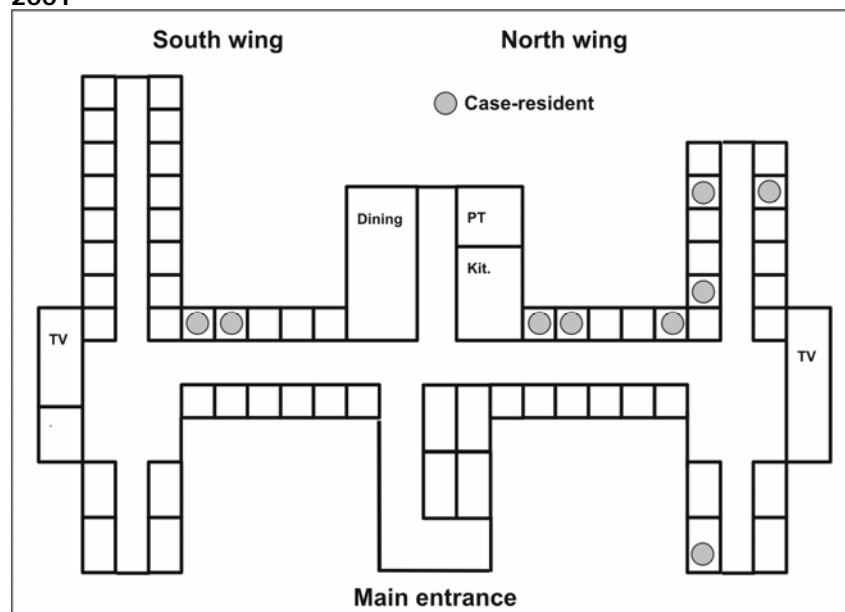 South wing North wing
Case-resident
Dining PT
Kit.
TV
TV
Main entrance